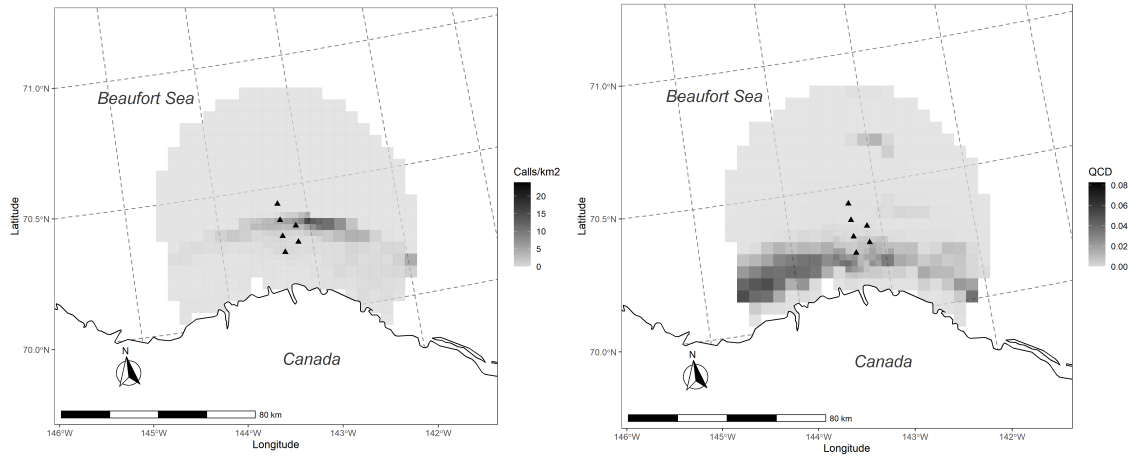 Beaufort Sea
Canada
N
80 km
71.0°N
70.5°N
70.0°N
146°W
145°W
144°W
143°W
142°W
Longitude
Latitude
Calls/km2
20
15
10
5
0
Beaufort Sea
Canada
N
80 km
71.0°N
70.5°N
70.0°N
146°W
145°W
144°W
143°W
142°W
Longitude
Latitude
QCD
0.08
0.06
0.04
0.02
0.00